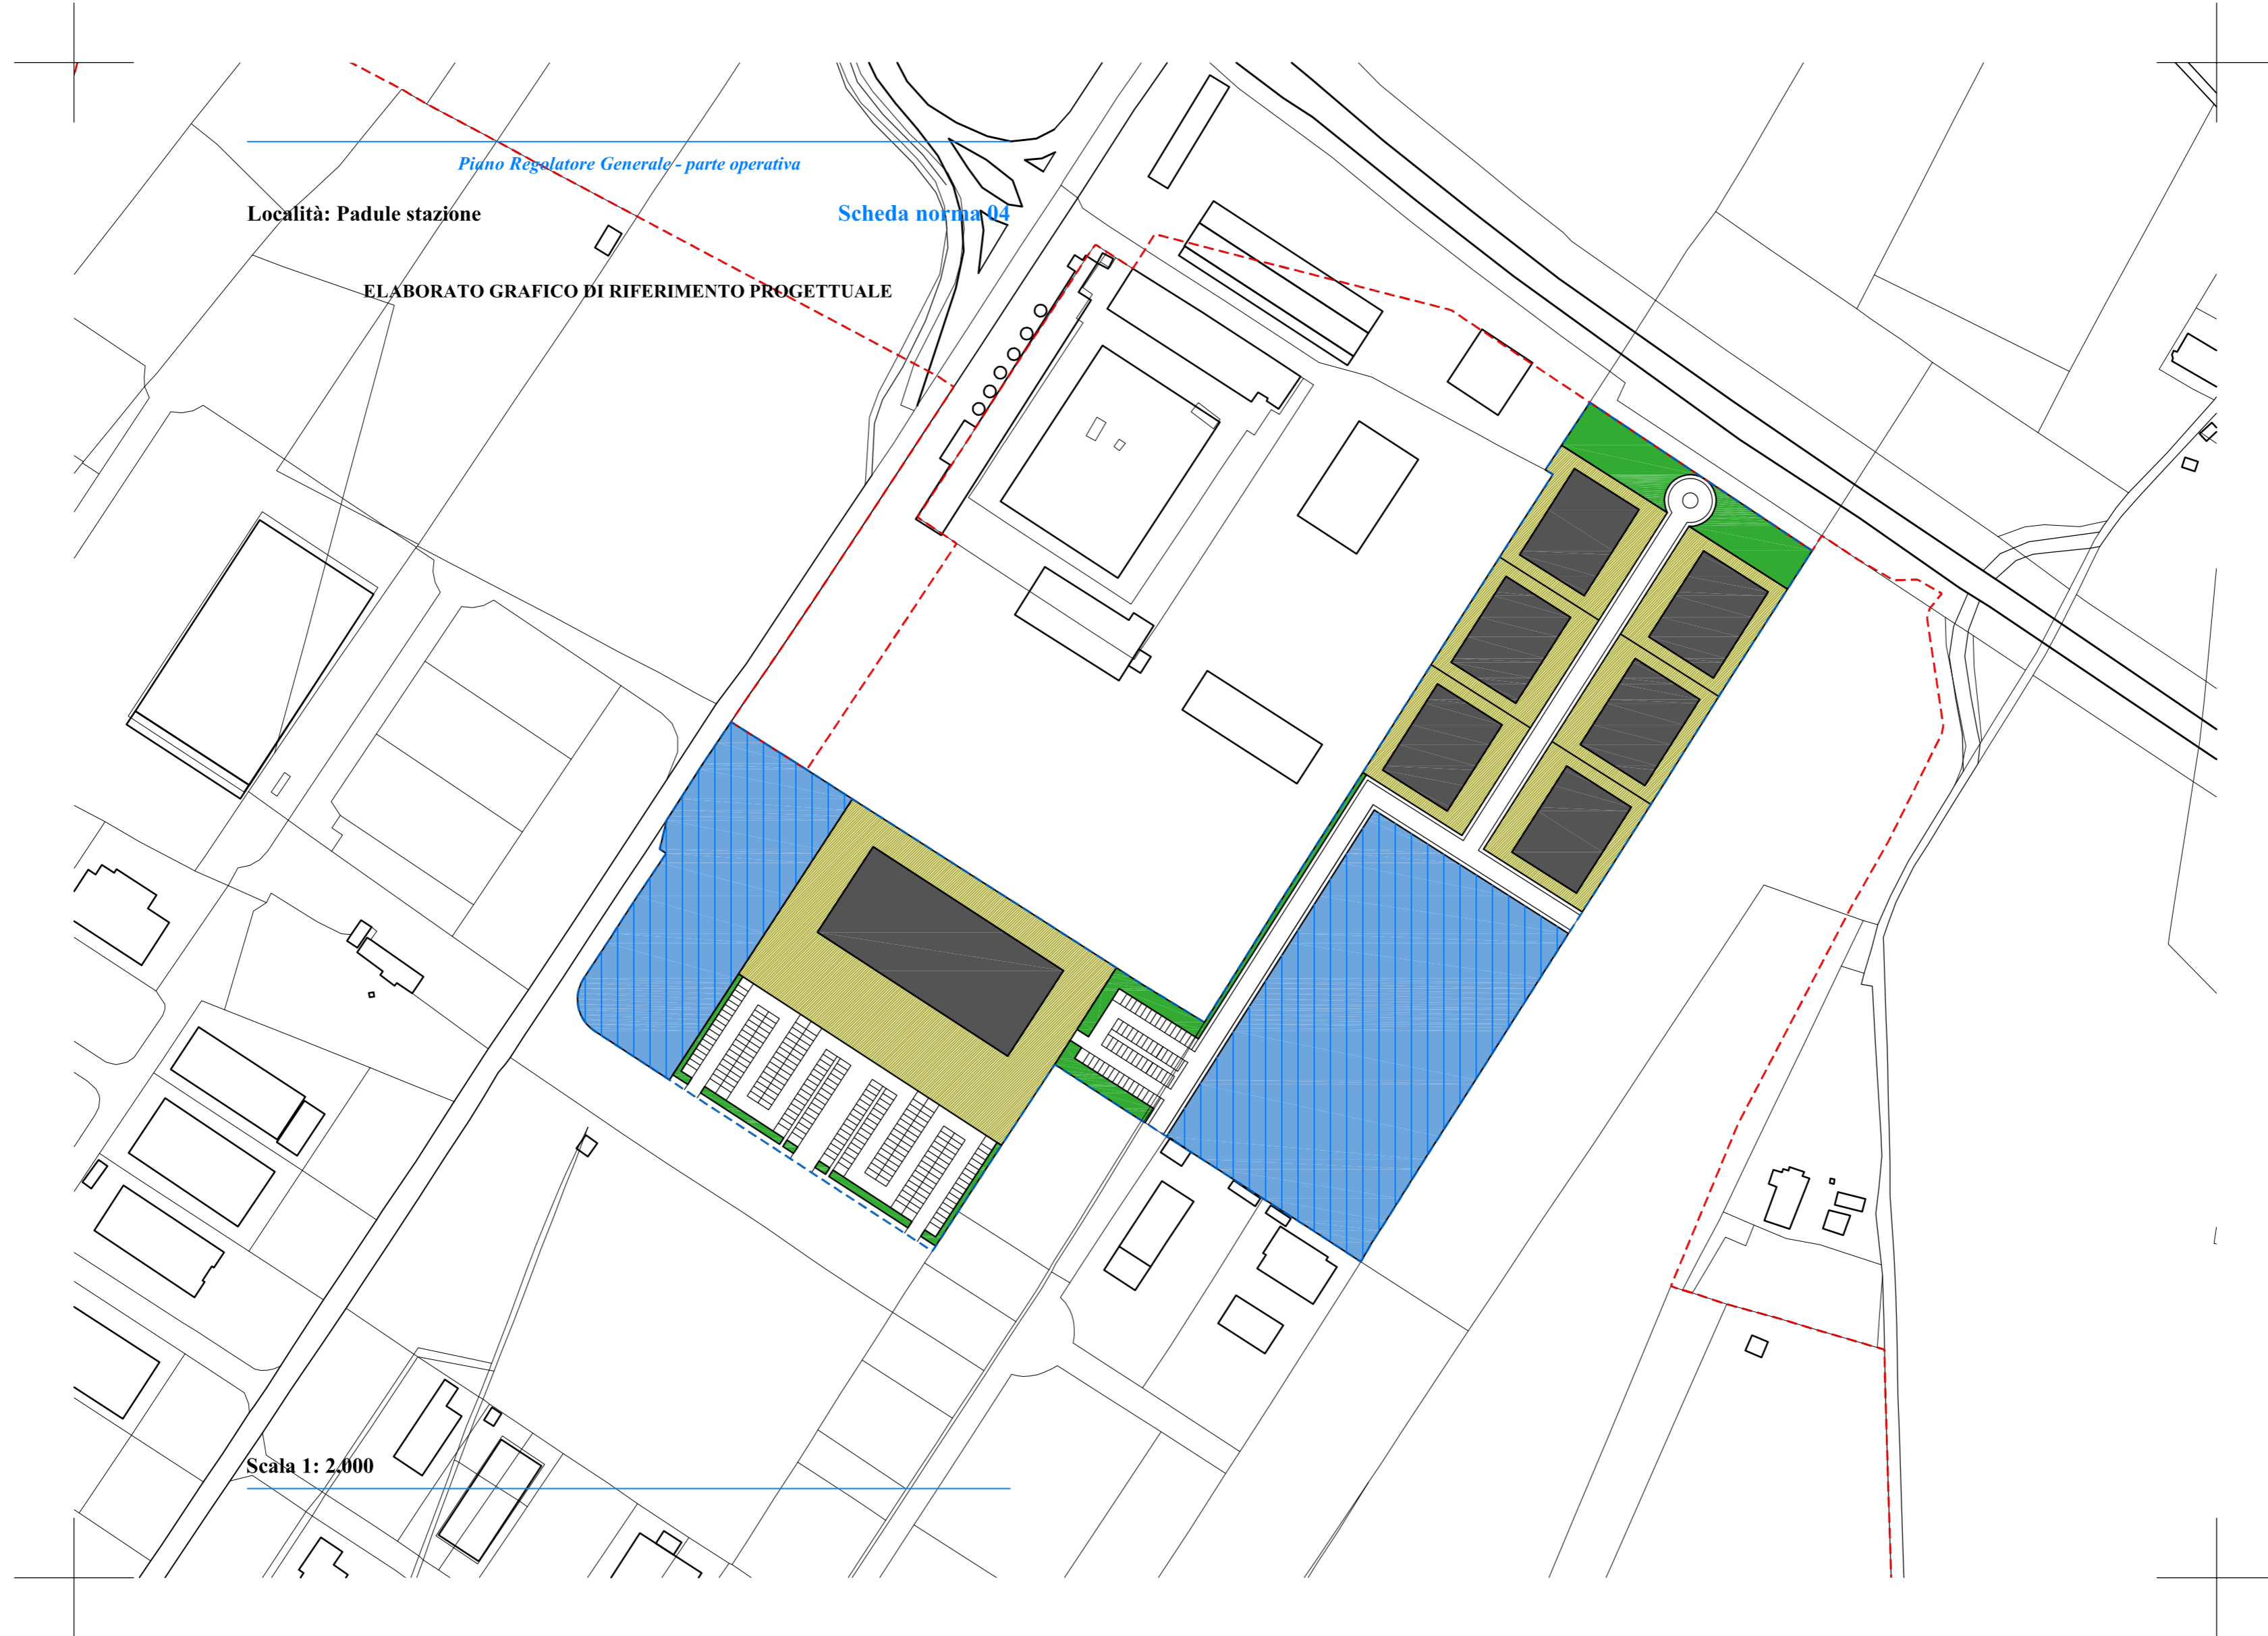 Piano Regolatore Generale - parte operativa
Località: Padule stazione
Scheda norma 04
ELABORATO GRAFICO DI RIFERIMENTO PROGETTUALE
Scala 1: 2.000